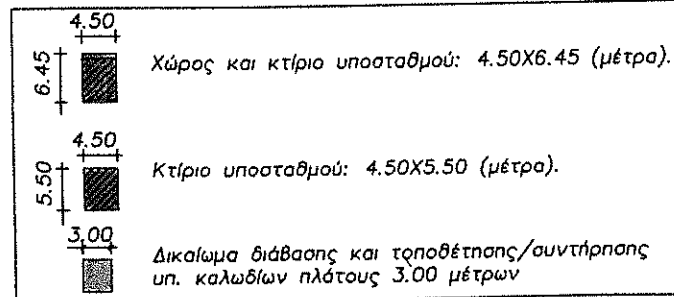 4.50
6.45
Χώρος και κτίριο υποσταθμού: 4.50X6.45 (μέτρα).
4.50
5.50
Κτίριο υποσταθμού: 4.50X5.50 (μέτρα).
3.00
Δικαίωμα διάβασης και τοποθέτησης/συντήρησης
υπ. καλωδίων πλάτους 3.00 μέτρων